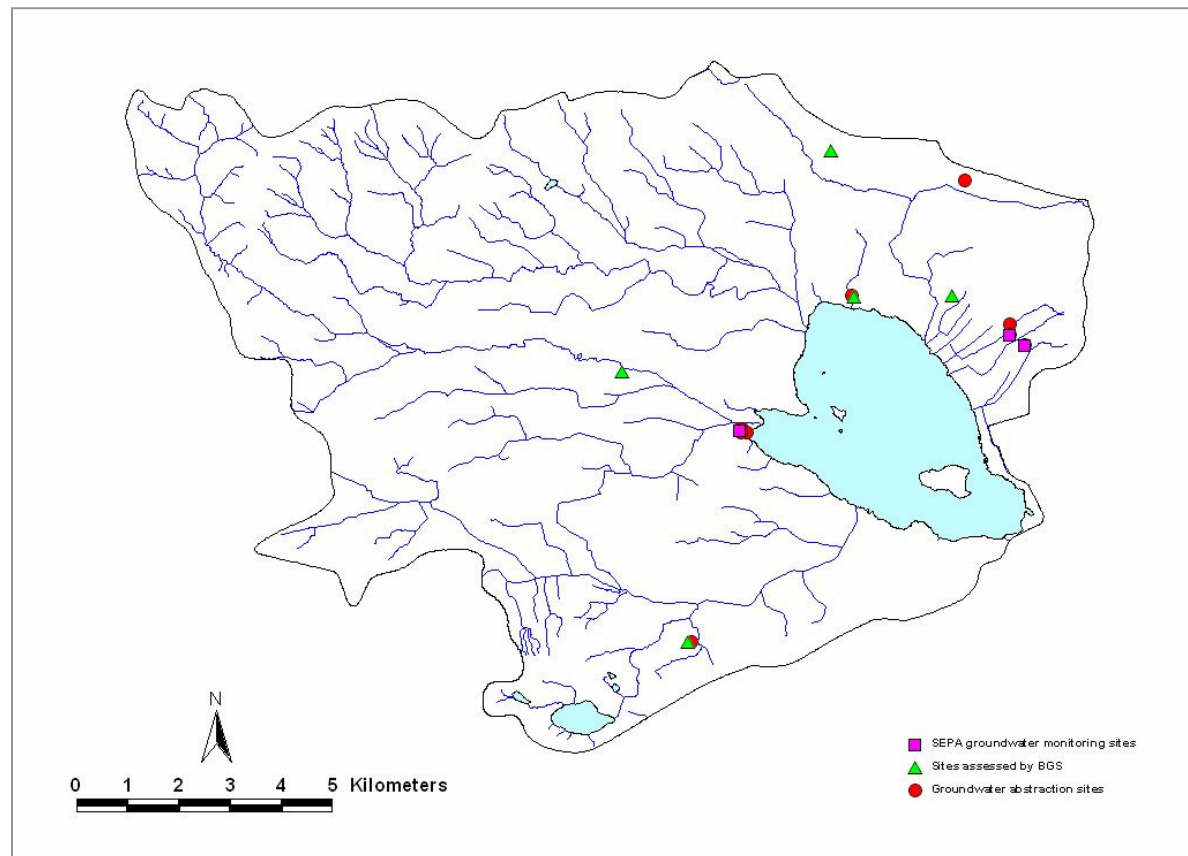 N
0 1 2 3 4 5 Kilometers
SEPA groundwater monitoring sites
Sites assessed by BGS
Groundwater abstraction sites